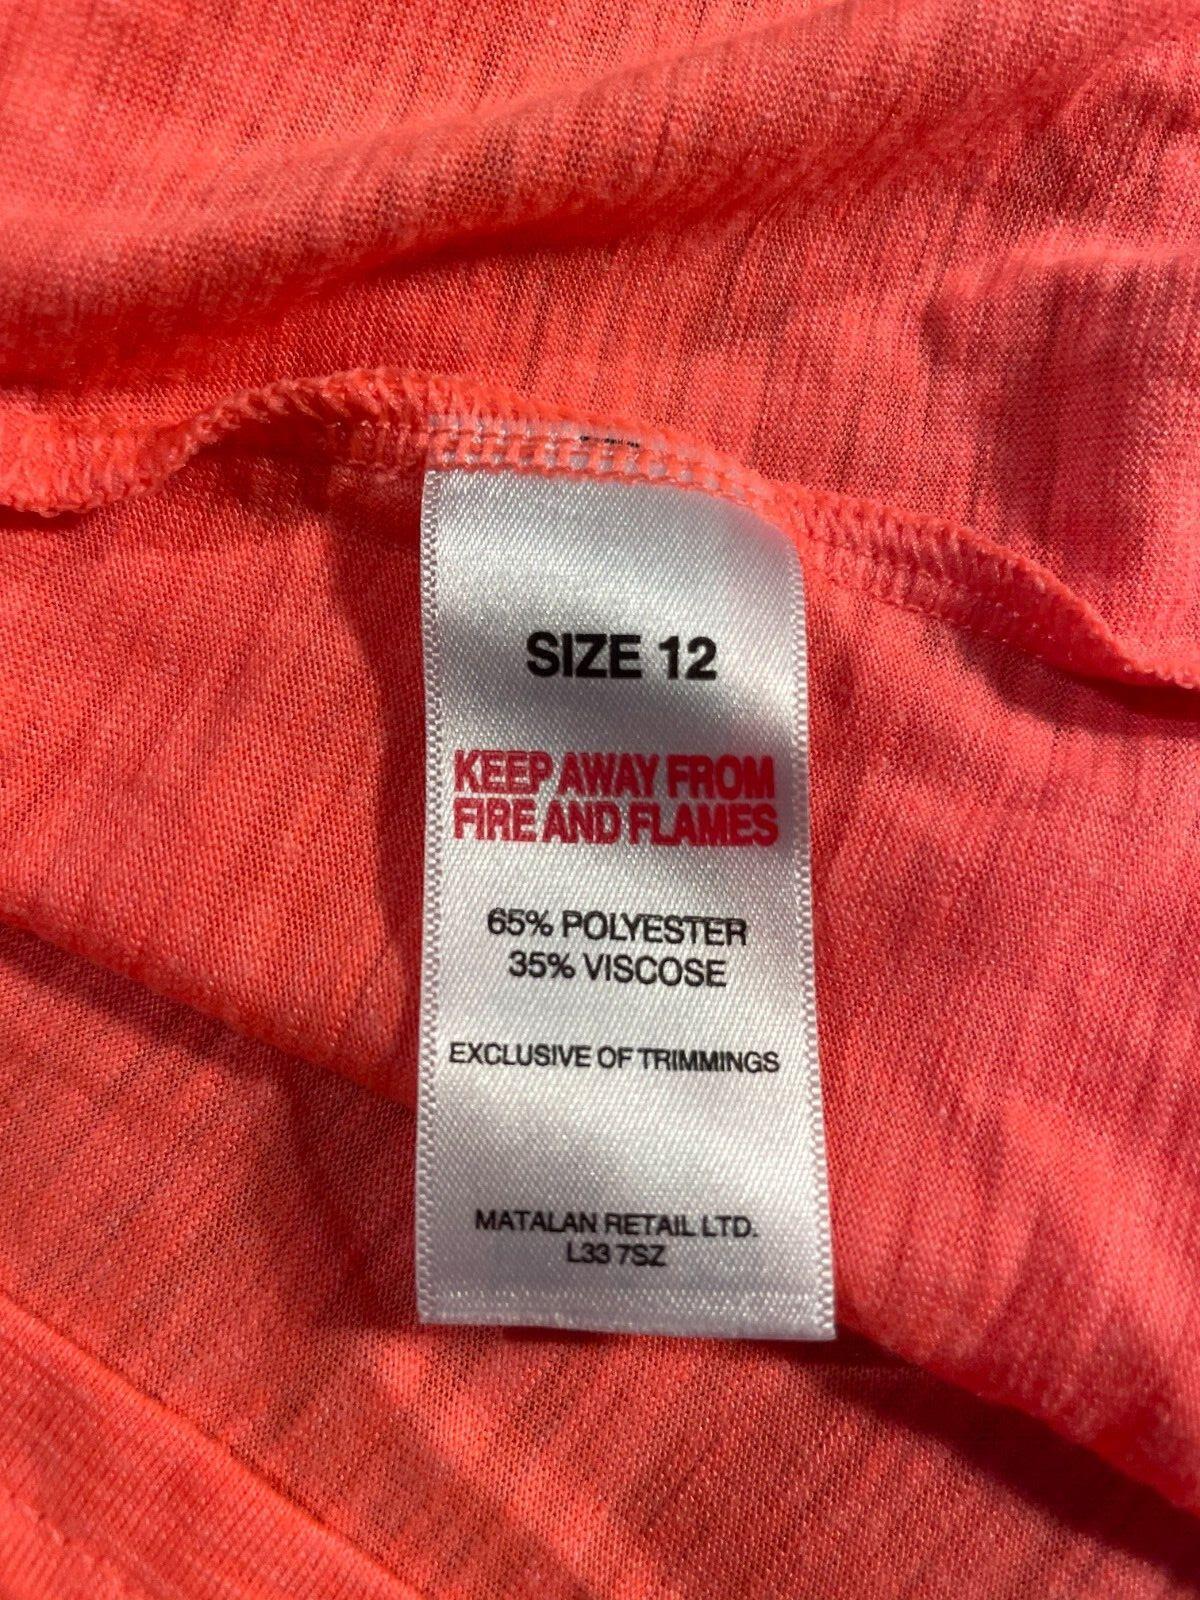 SIZE 12
KEEP AWAY FROM
FIRE AND FLAMES
65% POLYESTER
35% VISCOSE
EXCLUSIVE OF TRIMMINGS
MATALAN RETAIL LTD.
L33 7SZ